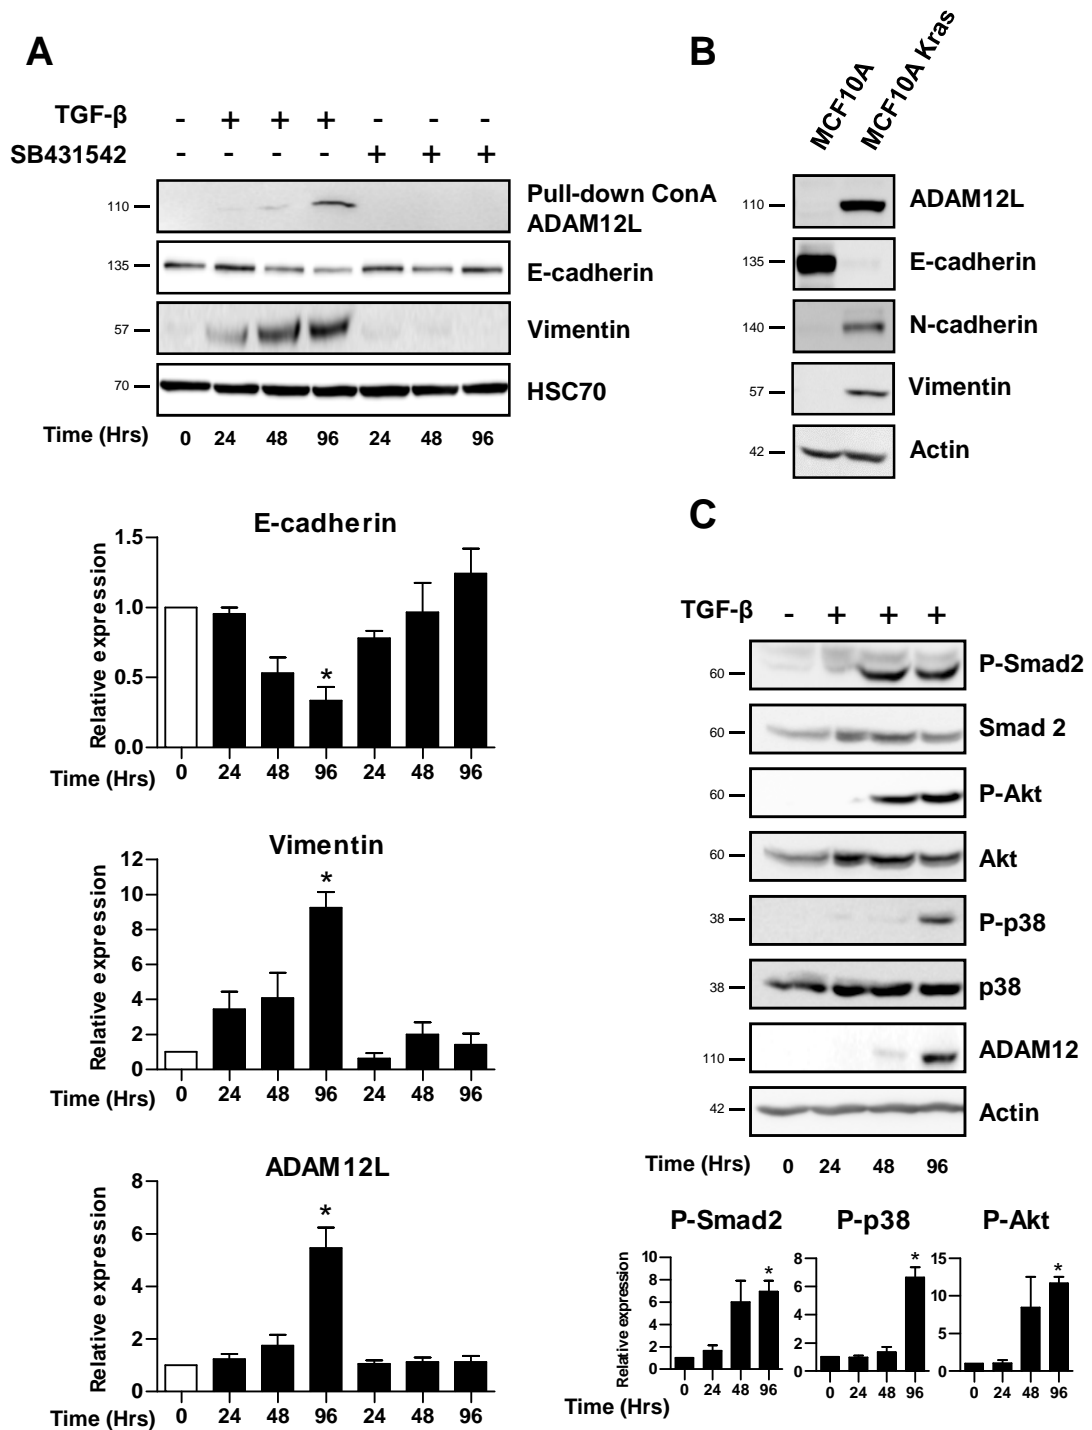 A
TGF-β - + + + - - -
SB431542 - - - - + + +
110
Pull-down ConA
ADAM12L
135
E-cadherin
57
Vimentin
70
HSC70
Time (Hrs) 0 24 48 96 24 48 96
E-cadherin
Relative expression
1.5
1.0
0.5
0.0
*
Time (Hrs) 0 24 48 96 24 48 96
Vimentin
Relative expression
12
10
8
6
4
2
0
*
Time (Hrs) 0 24 48 96 24 48 96
ADAM12L
Relative expression
8
6
4
2
0
*
Time (Hrs) 0 24 48 96 24 48 96
B
MCF10A
MCF10A Kras
110 ADAM12L
135 E-cadherin
140 N-cadherin
57 Vimentin
42 Actin
C
TGF-β - + + +
60 P-Smad2
60 Smad 2
60 P-Akt
60 Akt
38 P-p38
38 p38
110 ADAM12
42 Actin
Time (Hrs) 0 24 48 96
P-Smad2
Relative expression
10
8
6
4
2
0
*
0 24 48 96
P-p38
8
6
4
2
0
*
0 24 48 96
P-Akt
15
10
5
0
*
0 24 48 96
Time (Hrs)